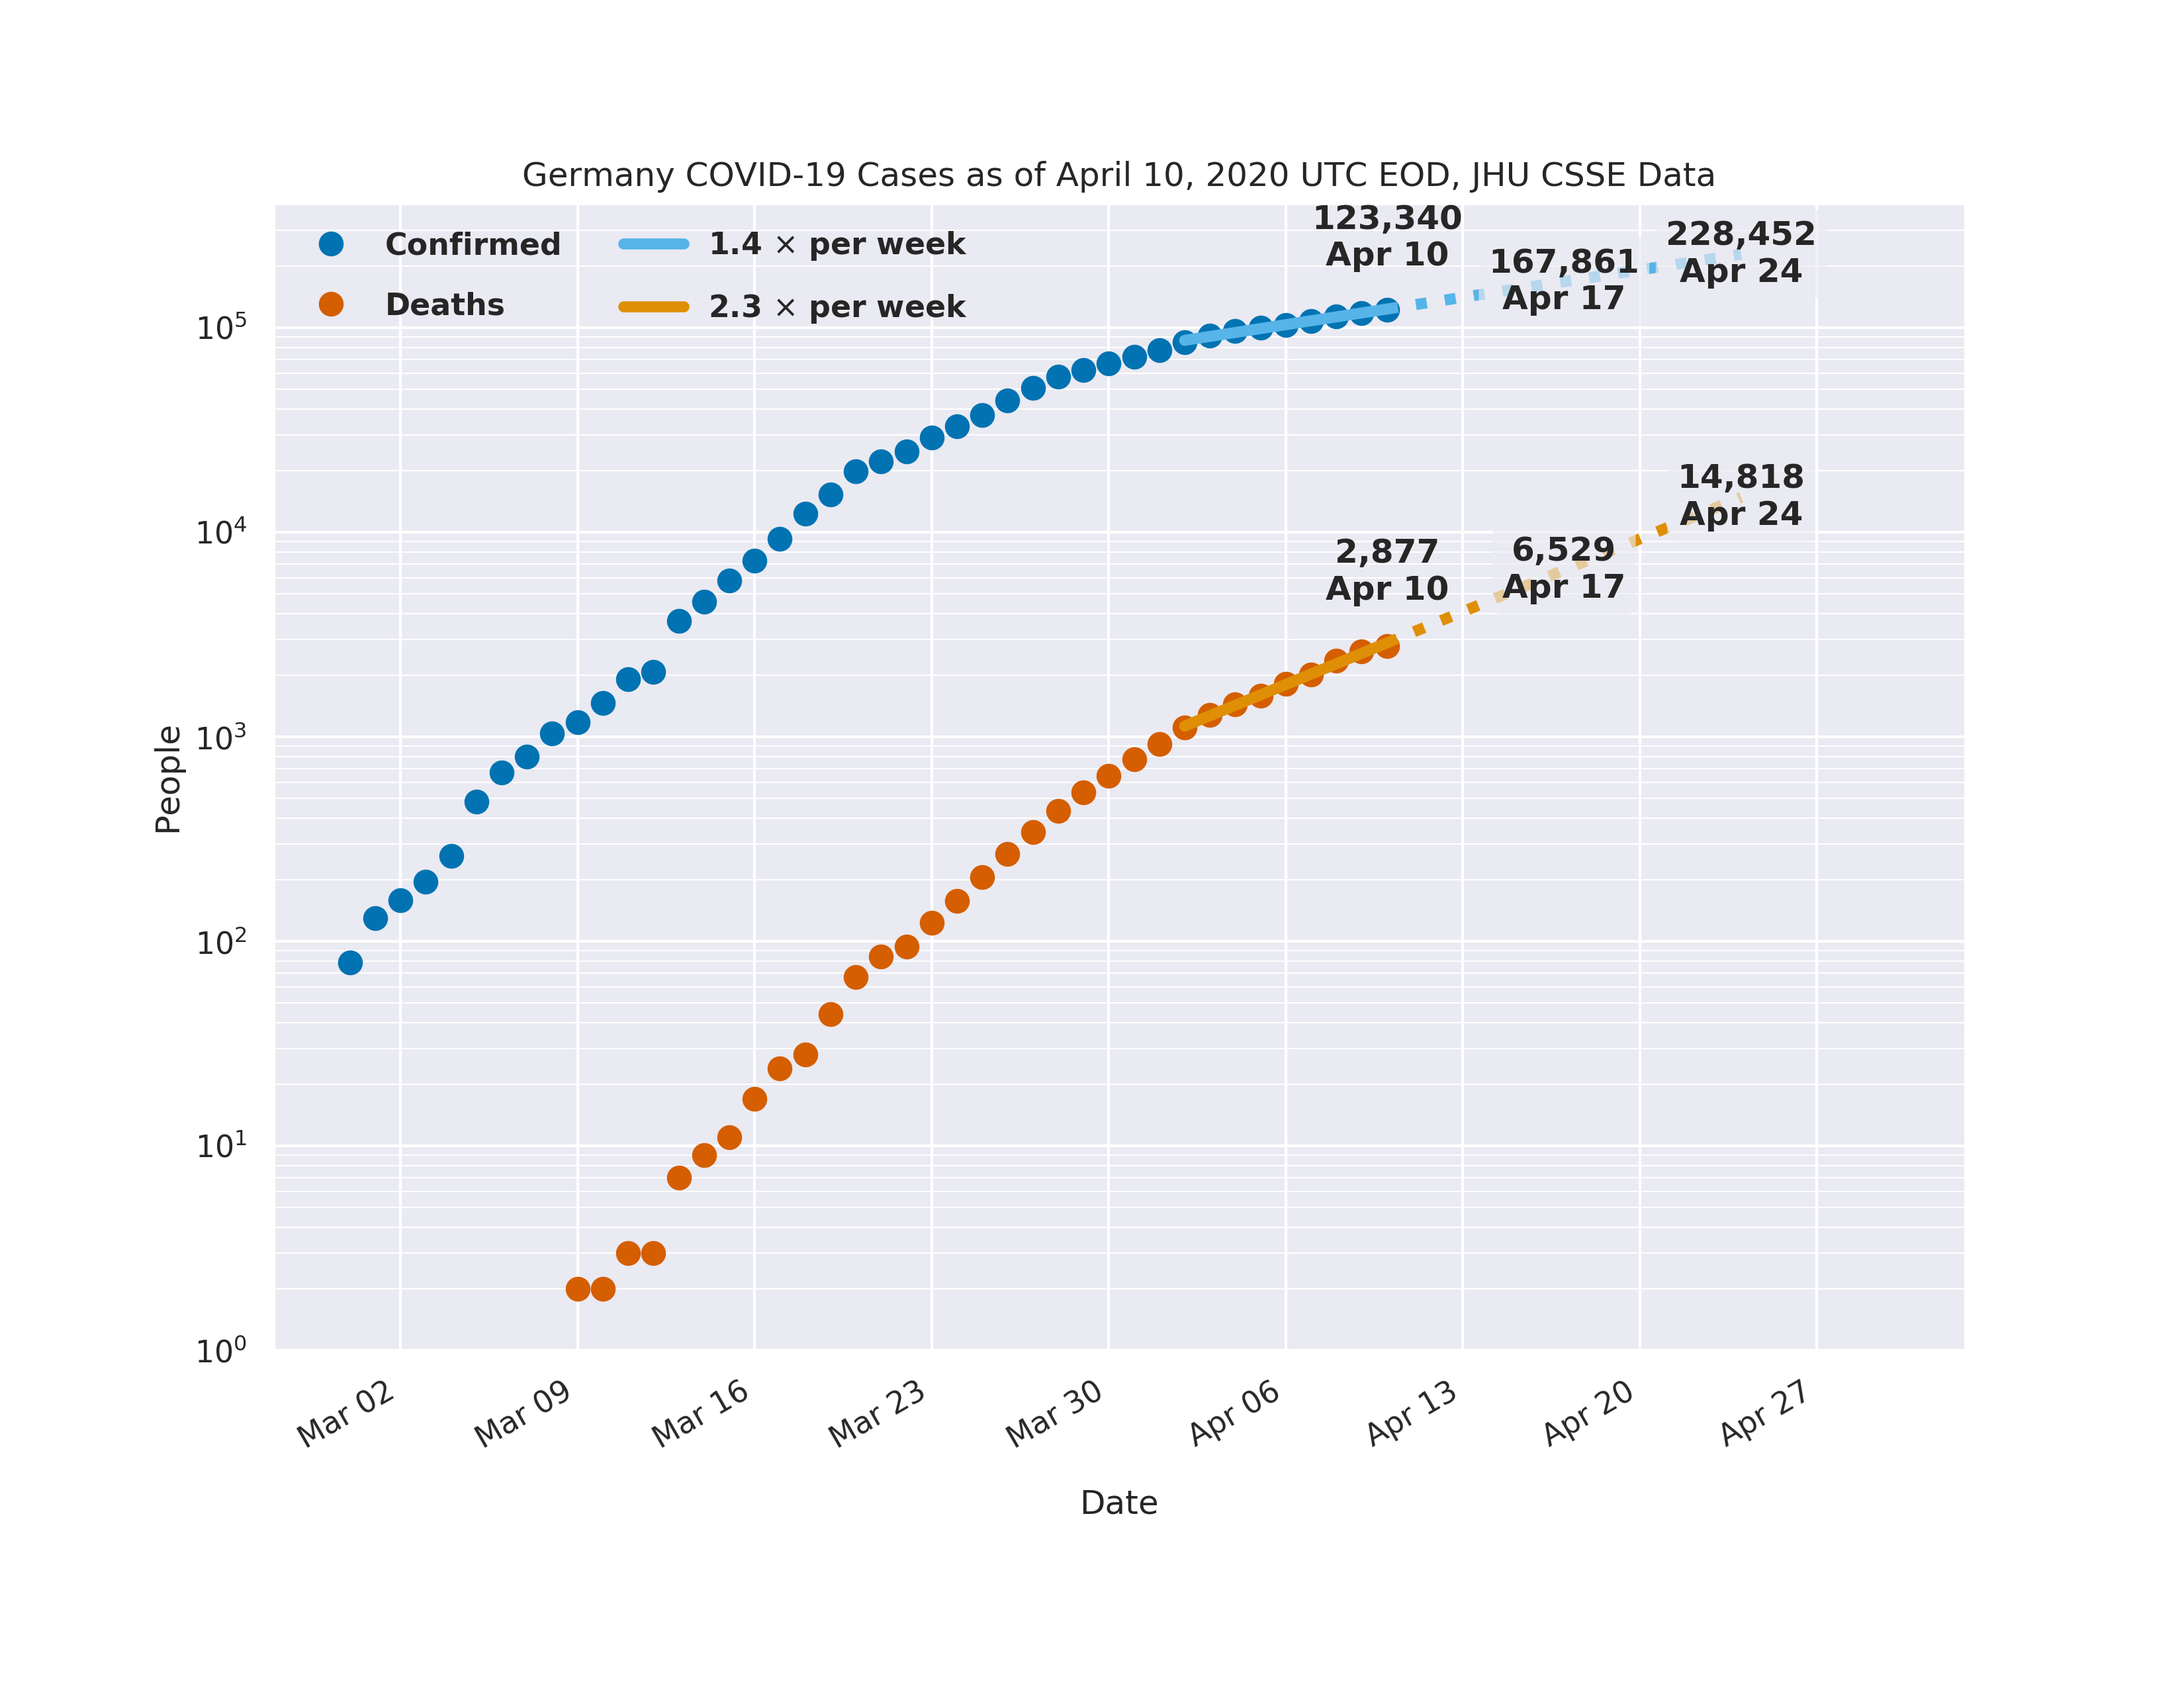 Germany COVID-19 Cases as of April 10, 2020 UTC EOD, JHU CSSE Data
Confirmed
Deaths
1.4 × per week
2.3 × per week
123,340
Apr 10
167,861
Apr 17
228,452
Apr 24
2,877
Apr 10
6,529
Apr 17
14,818
Apr 24
People
10⁵
10⁴
10³
10²
10¹
10⁰
Mar 02
Mar 09
Mar 16
Mar 23
Mar 30
Apr 06
Apr 13
Apr 20
Apr 27
Date